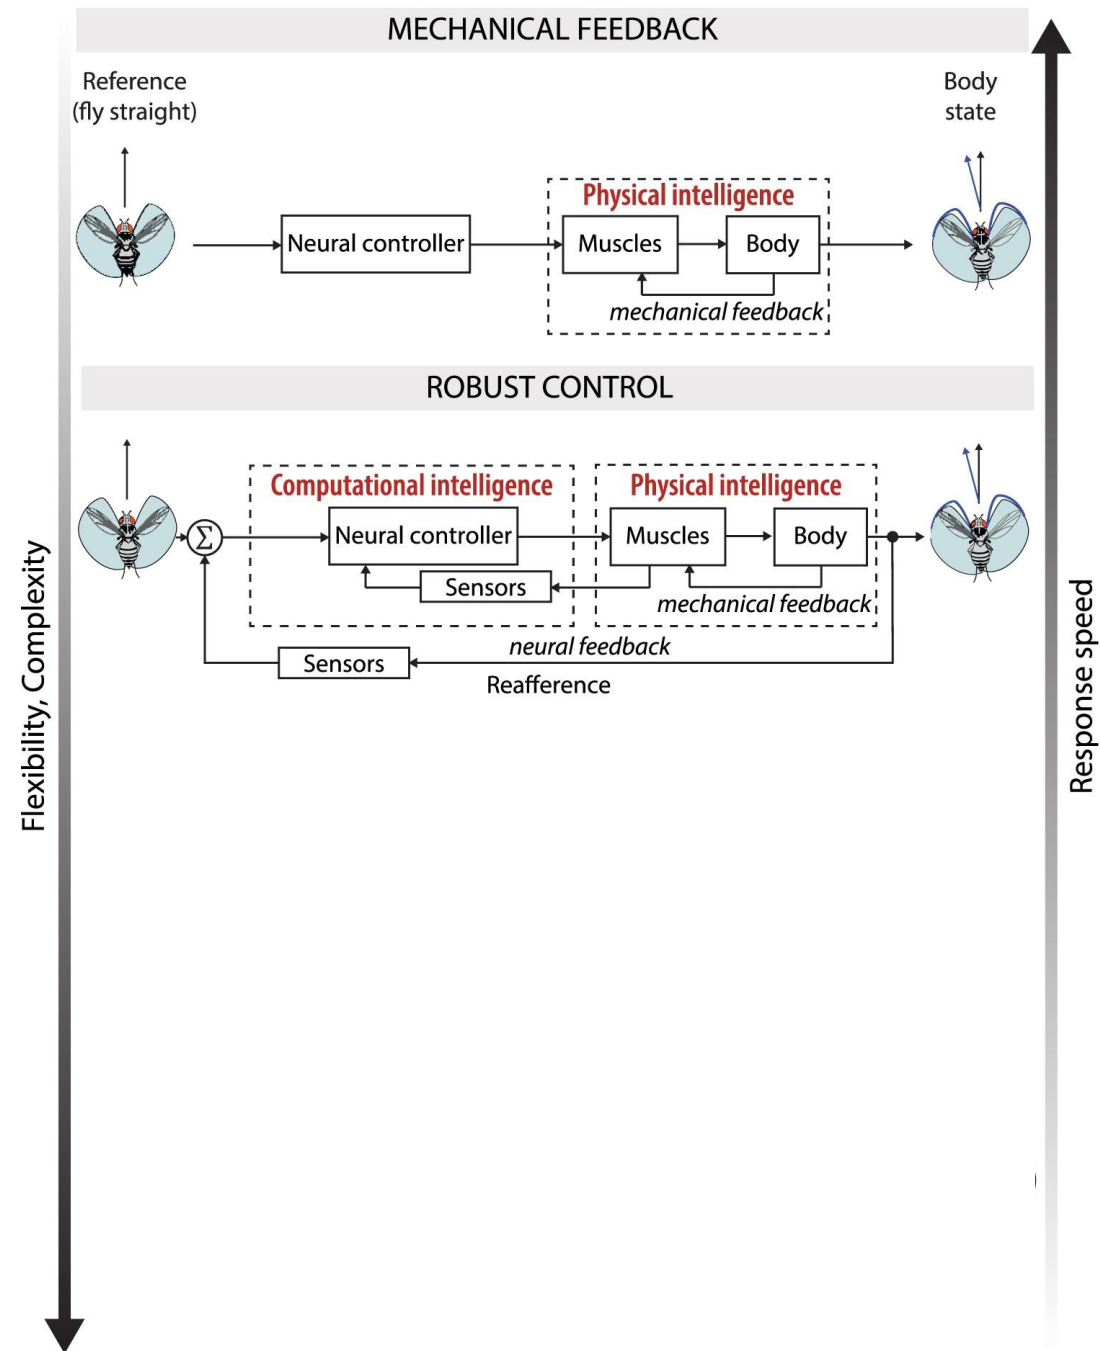 MECHANICAL FEEDBACK
Reference
(fly straight)
Body
state
Physical intelligence
Neural controller
Muscles
Body
mechanical feedback
ROBUST CONTROL
Computational intelligence
Physical intelligence
Σ
Neural controller
Muscles
Body
Sensors
mechanical feedback
neural feedback
Sensors
Reafference
Flexibility, Complexity
Response speed
)